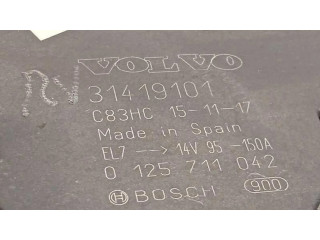 VOLVO
31419101
C83HC 15-11-17
Made in Spain
EL7 --> 14V 95 -150A
0 125 711 042
BOSCH 900